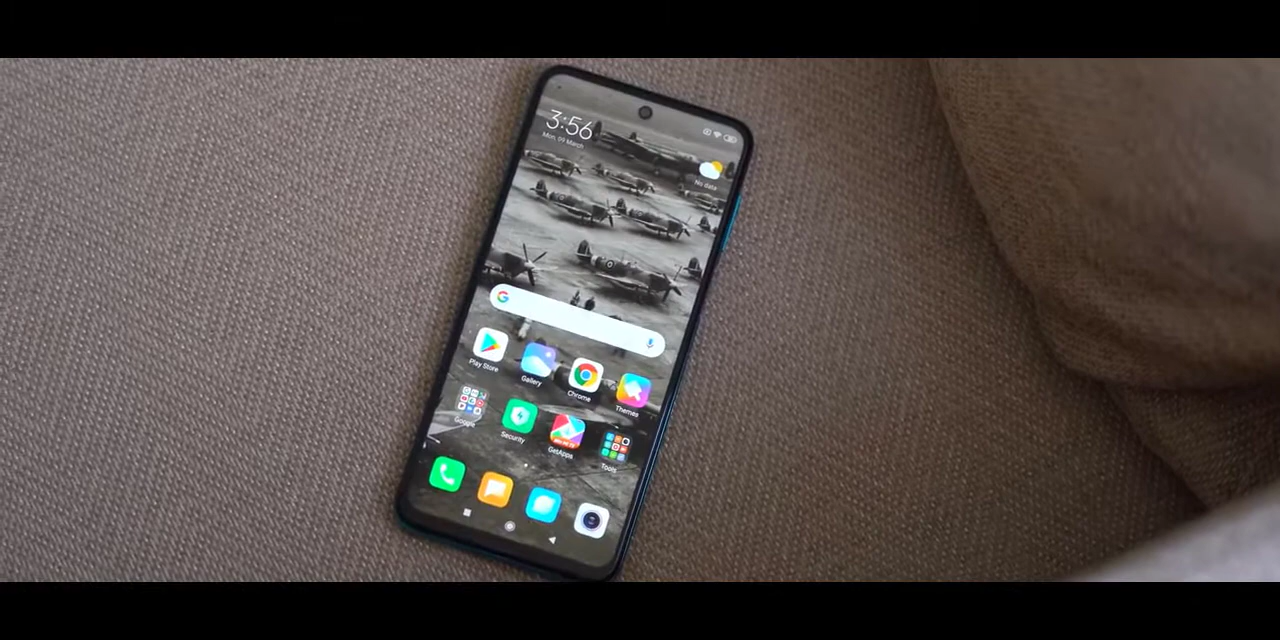 3:56
Mon, 09 March
No data
Play Store
Gallery
Chrome
Themes
Google
Security
GetApps
Tools